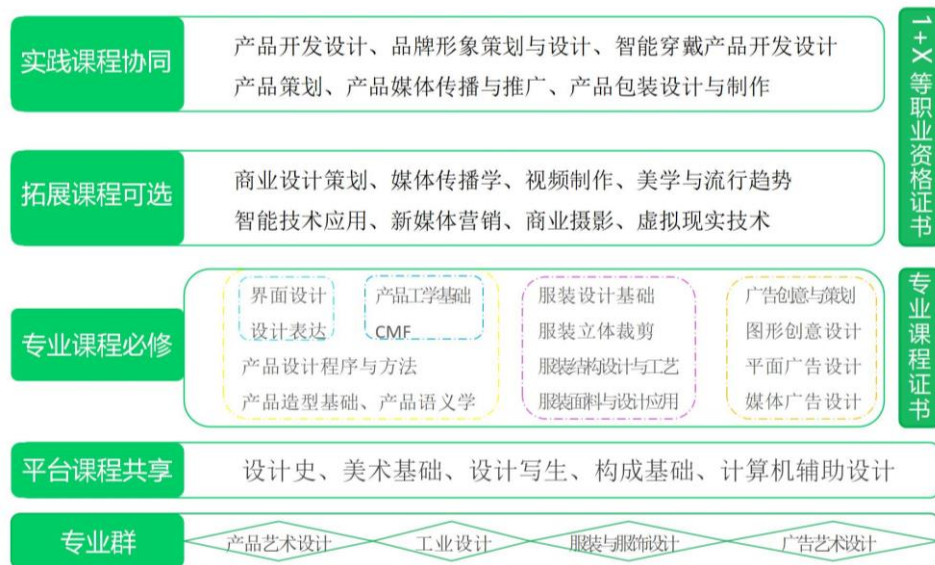 实践课程协同
产品开发设计、品牌形象策划与设计、智能穿戴产品开发设计
产品策划、产品媒体传播与推广、产品包装设计与制作
1+X等职业资格证书
拓展课程可选
商业设计策划、媒体传播学、视频制作、美学与流行趋势
智能技术应用、新媒体营销、商业摄影、虚拟现实技术
专业课程必修
界面设计
设计表达
产品工学基础
CMF
产品设计程序与方法
产品造型基础、产品语义学
服装设计基础
服装立体裁剪
服装结构设计与工艺
服装面料与设计应用
广告创意与策划
图形创意设计
平面广告设计
媒体广告设计
专业课程证书
平台课程共享
设计史、美术基础、设计写生、构成基础、计算机辅助设计
专业群
产品艺术设计
工业设计
服装与服饰设计
广告艺术设计